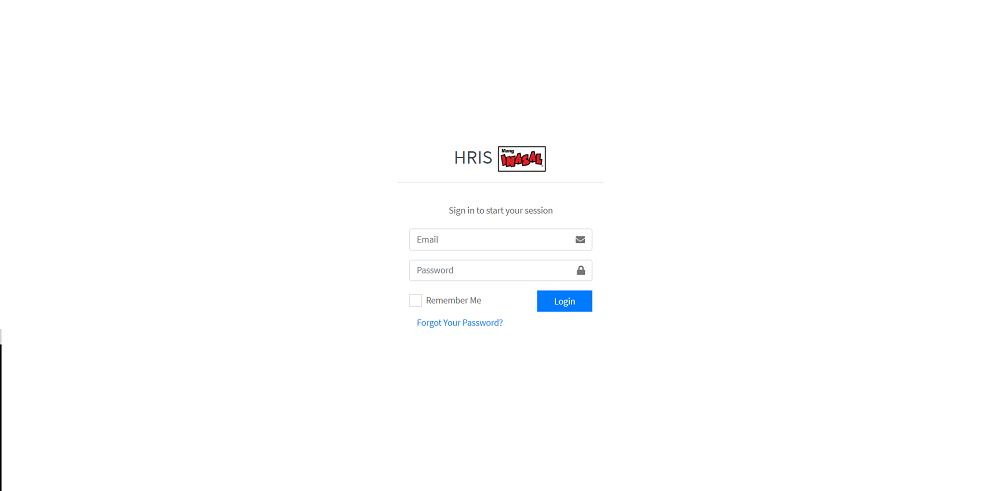 HRIS Mang INASAL
Sign in to start your session
Email
Password
Remember Me
Login
Forgot Your Password?